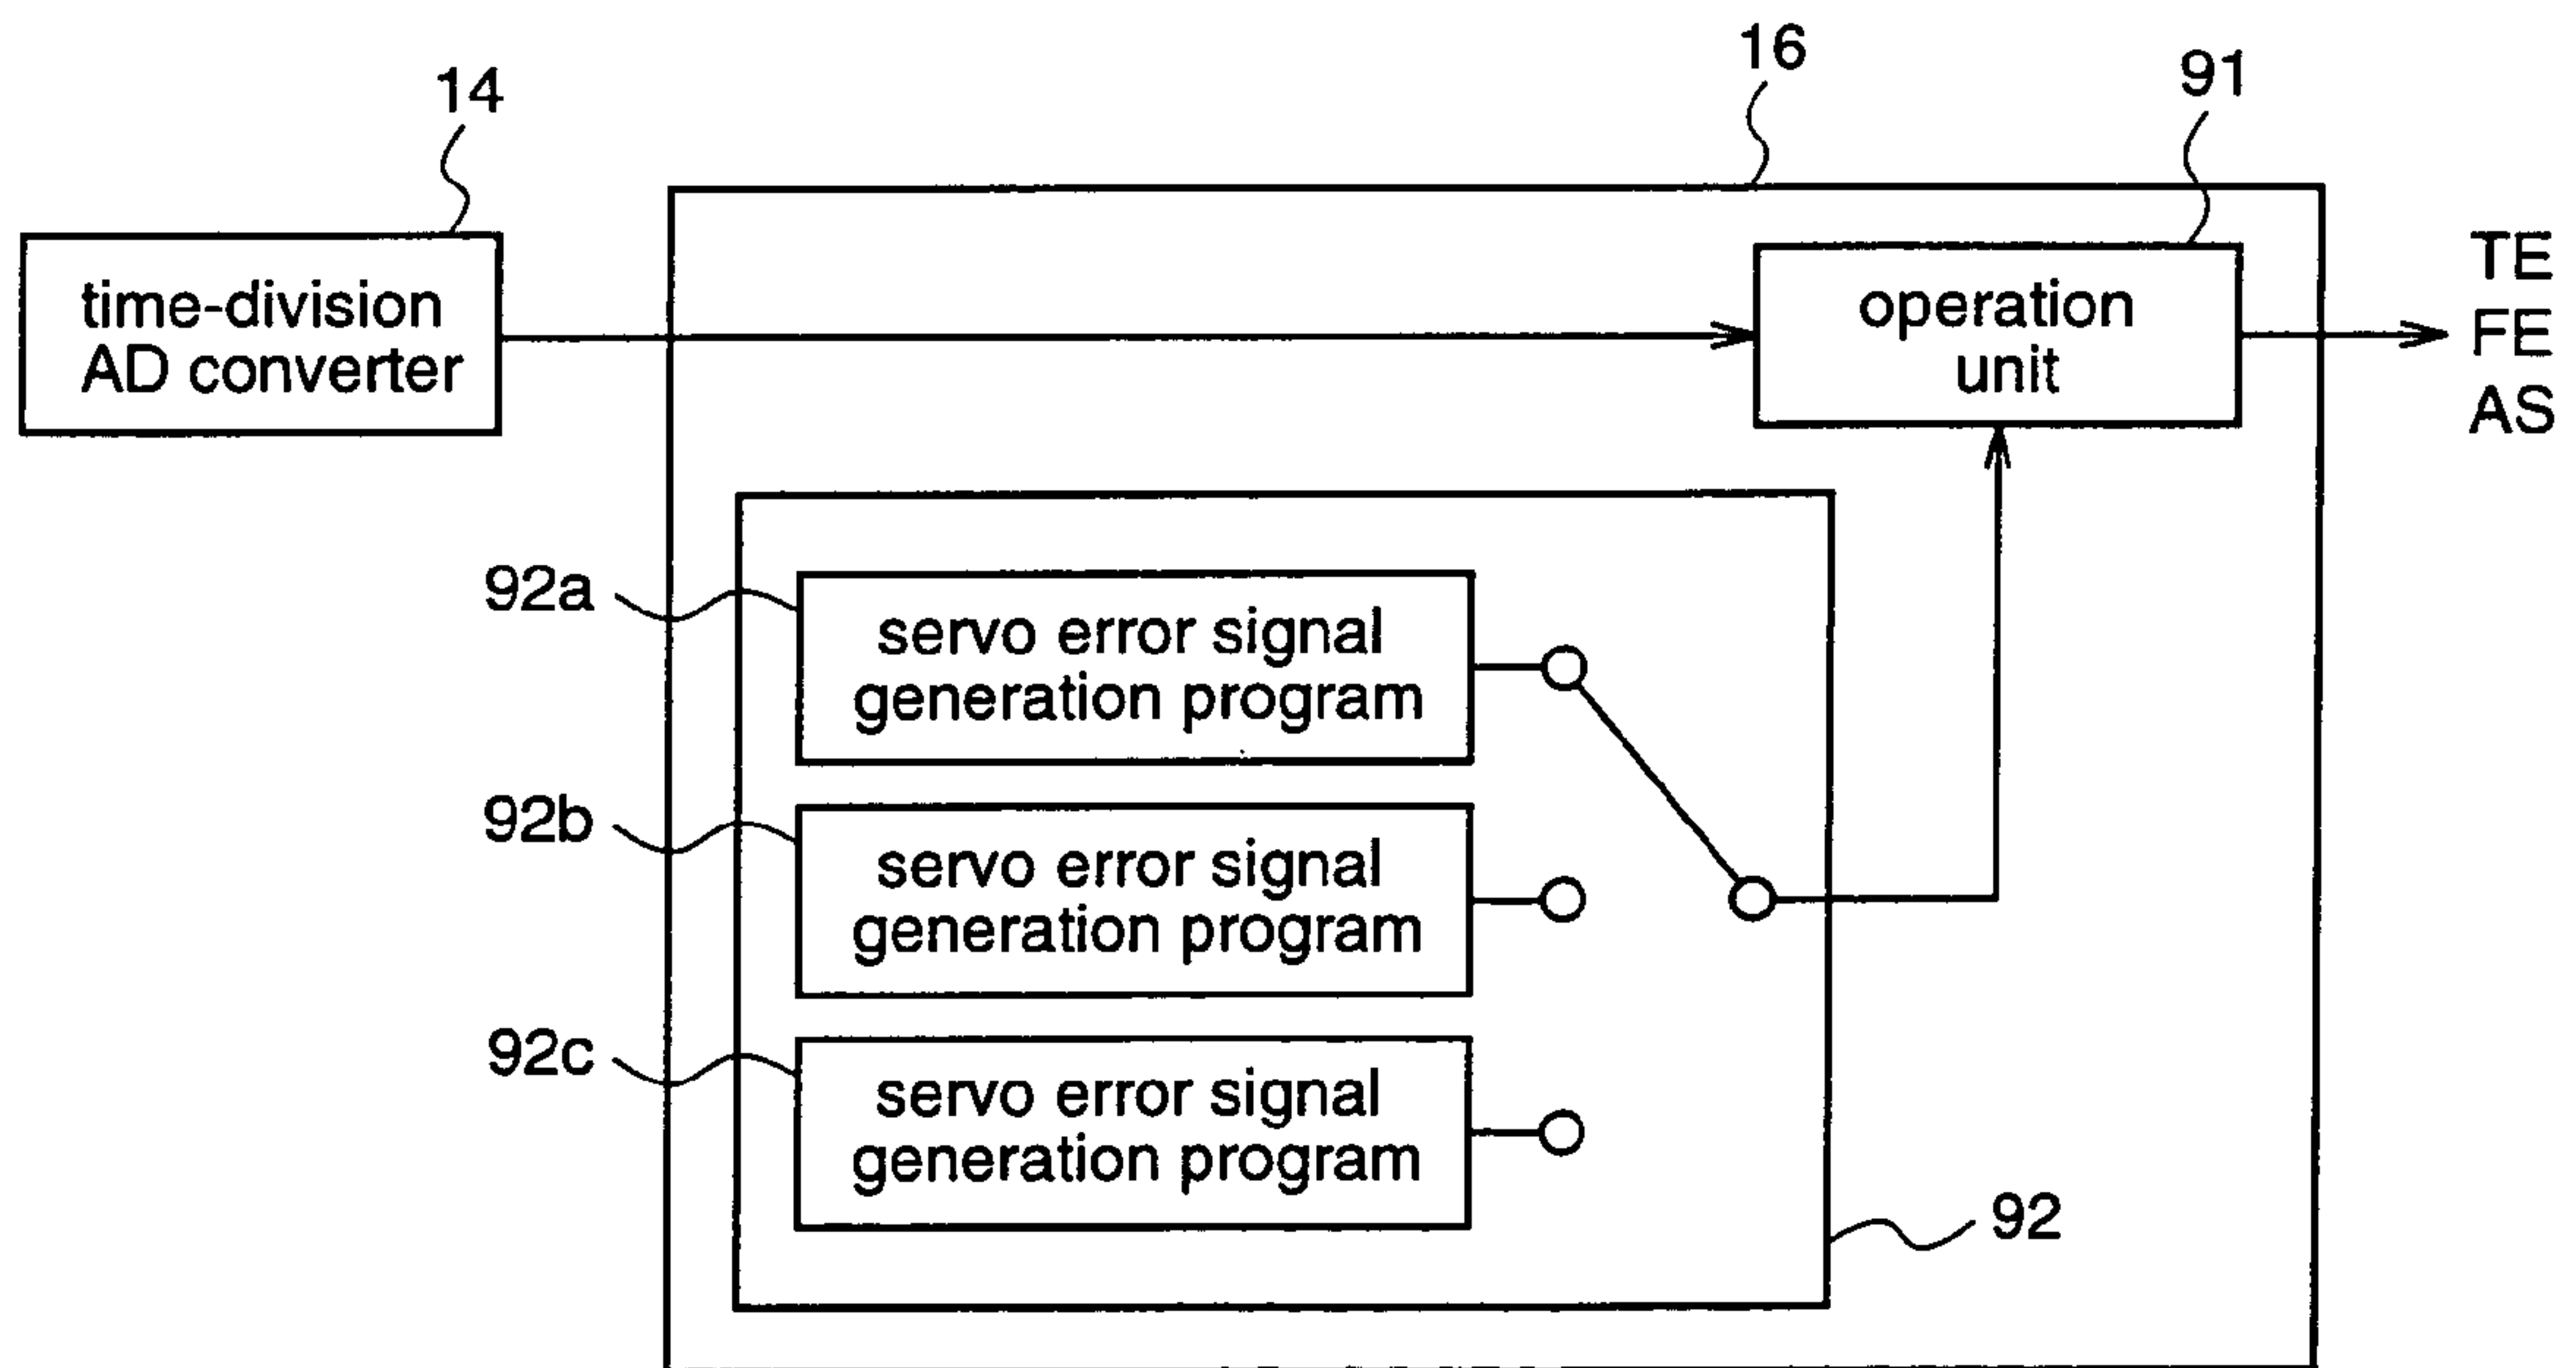 16
91
14
time-division
AD converter
operation
unit
TE
FE
AS
92a
servo error signal
generation program
92b
servo error signal
generation program
92c
servo error signal
generation program
92